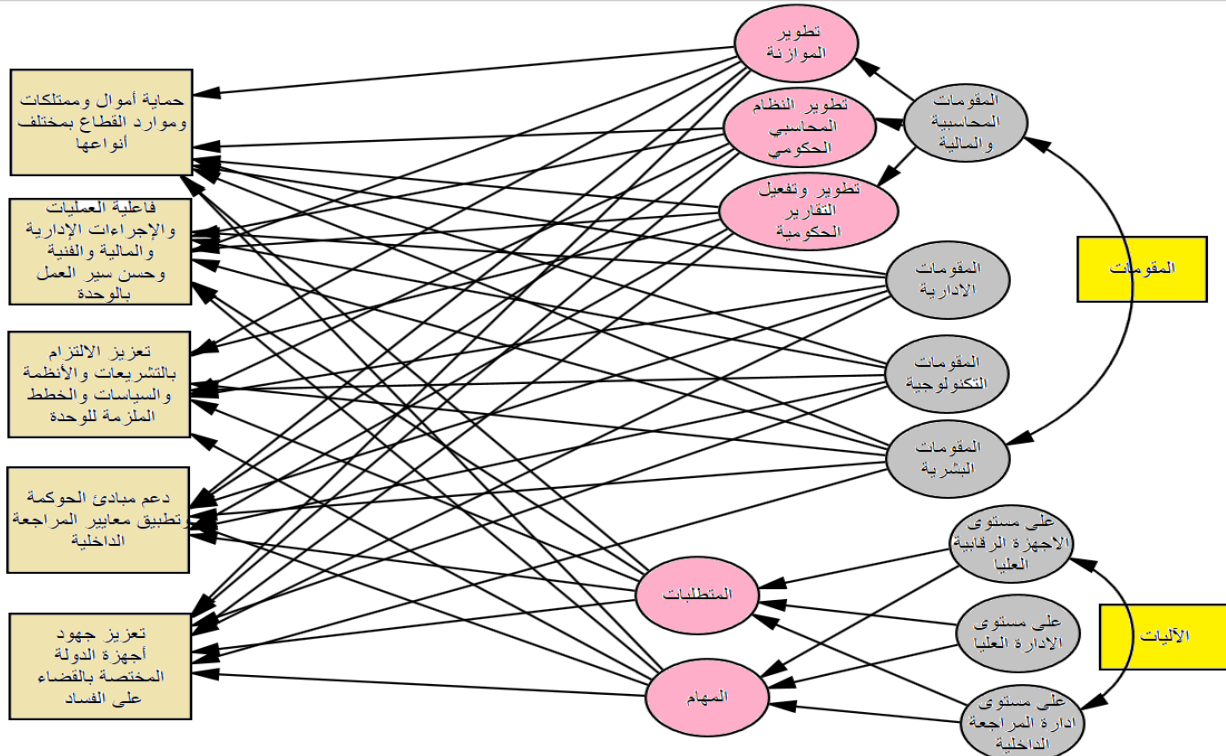 تطوير
الموازنة
تطوير النظام
المحاسبي
الحكومي
تطوير وتفعيل
التقارير
الحكومية
المقومات
المحاسبية
والمالية
المقومات
الادارية
المقومات
التكنولوجية
المقومات
البشرية
المقومات
على مستوى
الاجهزة الرقابية
العليا
على مستوى
الادارة العليا
على مستوى
ادارة المراجعة
الداخلية
الآليات
المتطلبات
المهام
حماية أموال وممتلكات
وموارد القطاع بمختلف
أنواعها
فاعلية العمليات
والإجراءات الإدارية
والمالية والفنية
وحسن سير العمل
بالوحدة
تعزيز الالتزام
بالتشريعات والأنظمة
والسياسات والخطط
الملزمة للوحدة
دعم مبادئ الحوكمة
وتطبيق معايير المراجعة
الداخلية
تعزيز جهود
أجهزة الدولة
المختصة بالقضاء
على الفساد